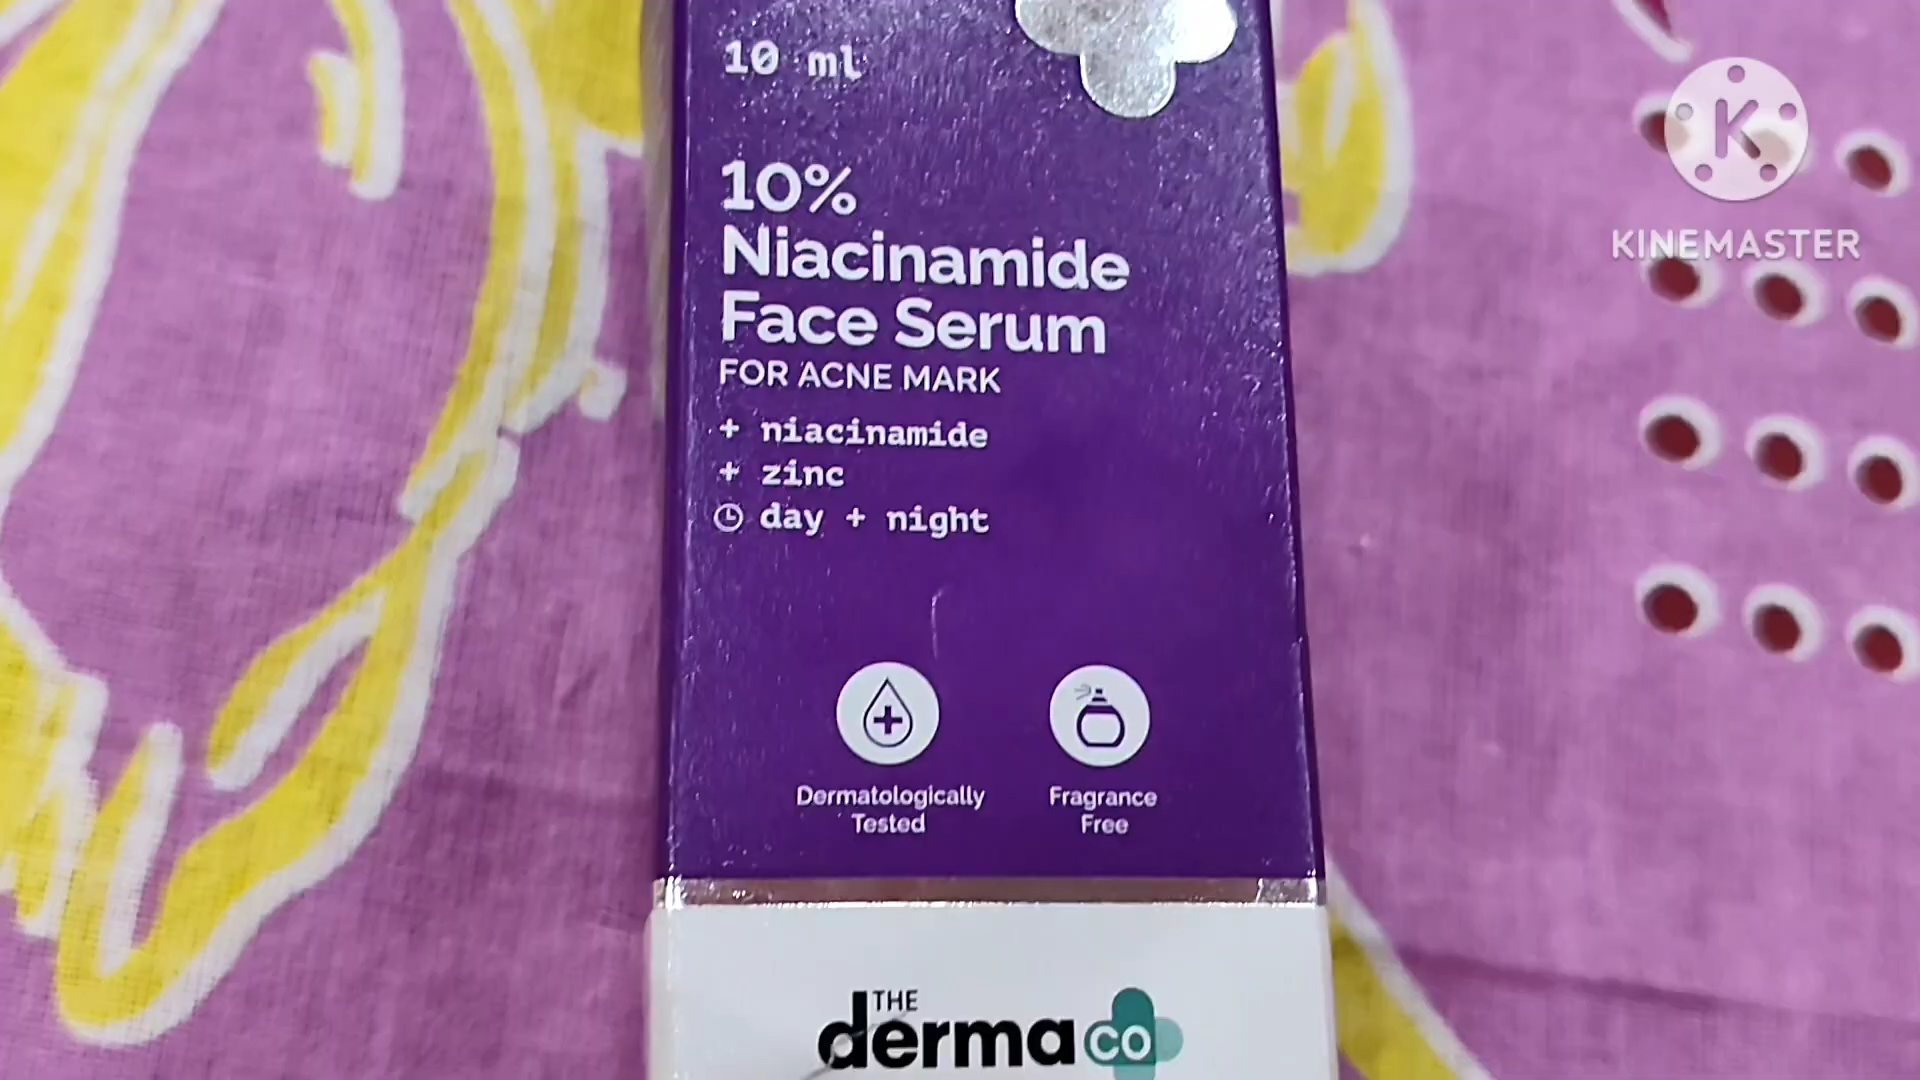 10 ml
10%
Niacinamide
Face Serum
FOR ACNE MARK
+ niacinamide
+ zinc
day + night
Dermatologically
Tested
Fragrance
Free
THE
derma co
K
KINEMASTER